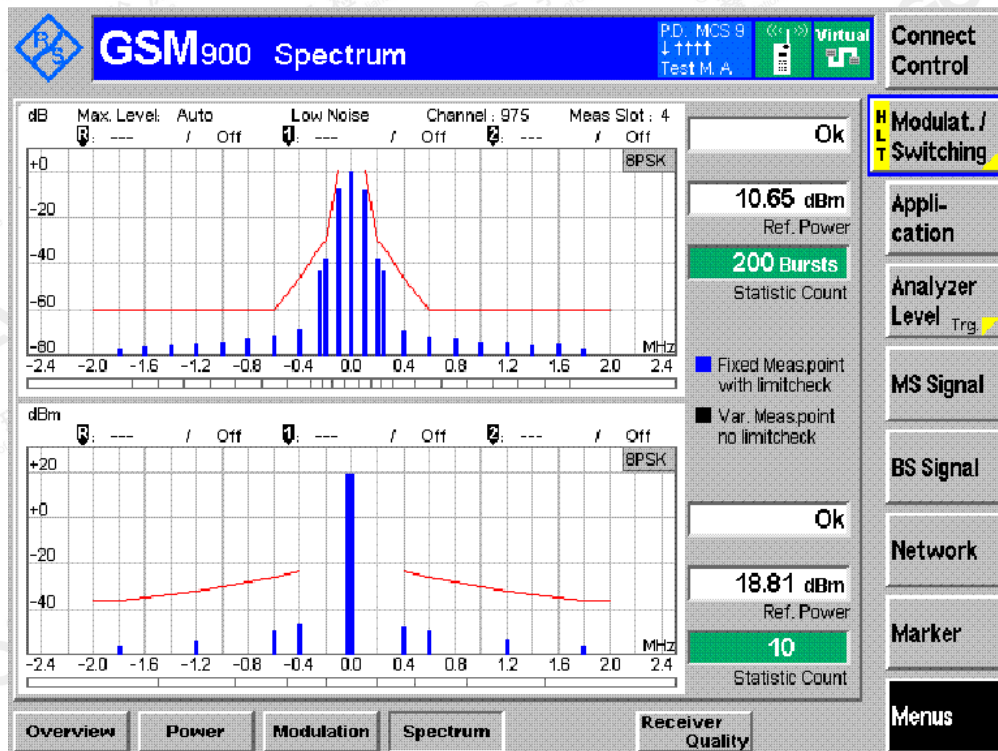 R&S
GSM900 Spectrum
P.D. MCS 9
↓ ↑↑↑↑
Test M. A
Virtual
Connect
Control
dB Max. Level: Auto Low Noise Channel : 975 Meas Slot : 4
R: --- / Off 1: --- / Off 2: --- / Off
8PSK
+0
-20
-40
-60
-80
MHz
-2.4 -2.0 -1.6 -1.2 -0.8 -0.4 0.0 0.4 0.8 1.2 1.6 2.0 2.4
Ok
10.65 dBm
Ref. Power
200 Bursts
Statistic Count
Fixed Meas.point
with limitcheck
Var. Meas.point
no limitcheck
dBm
R: --- / Off 1: --- / Off 2: --- / Off
8PSK
+20
+0
-20
-40
MHz
-2.4 -2.0 -1.6 -1.2 -0.8 -0.4 0.0 0.4 0.8 1.2 1.6 2.0 2.4
Ok
18.81 dBm
Ref. Power
10
Statistic Count
HLT
Modulat. /
Switching
Appli-
cation
Analyzer
Level Trg.
MS Signal
BS Signal
Network
Marker
Menus
Overview
Power
Modulation
Spectrum
Receiver
Quality